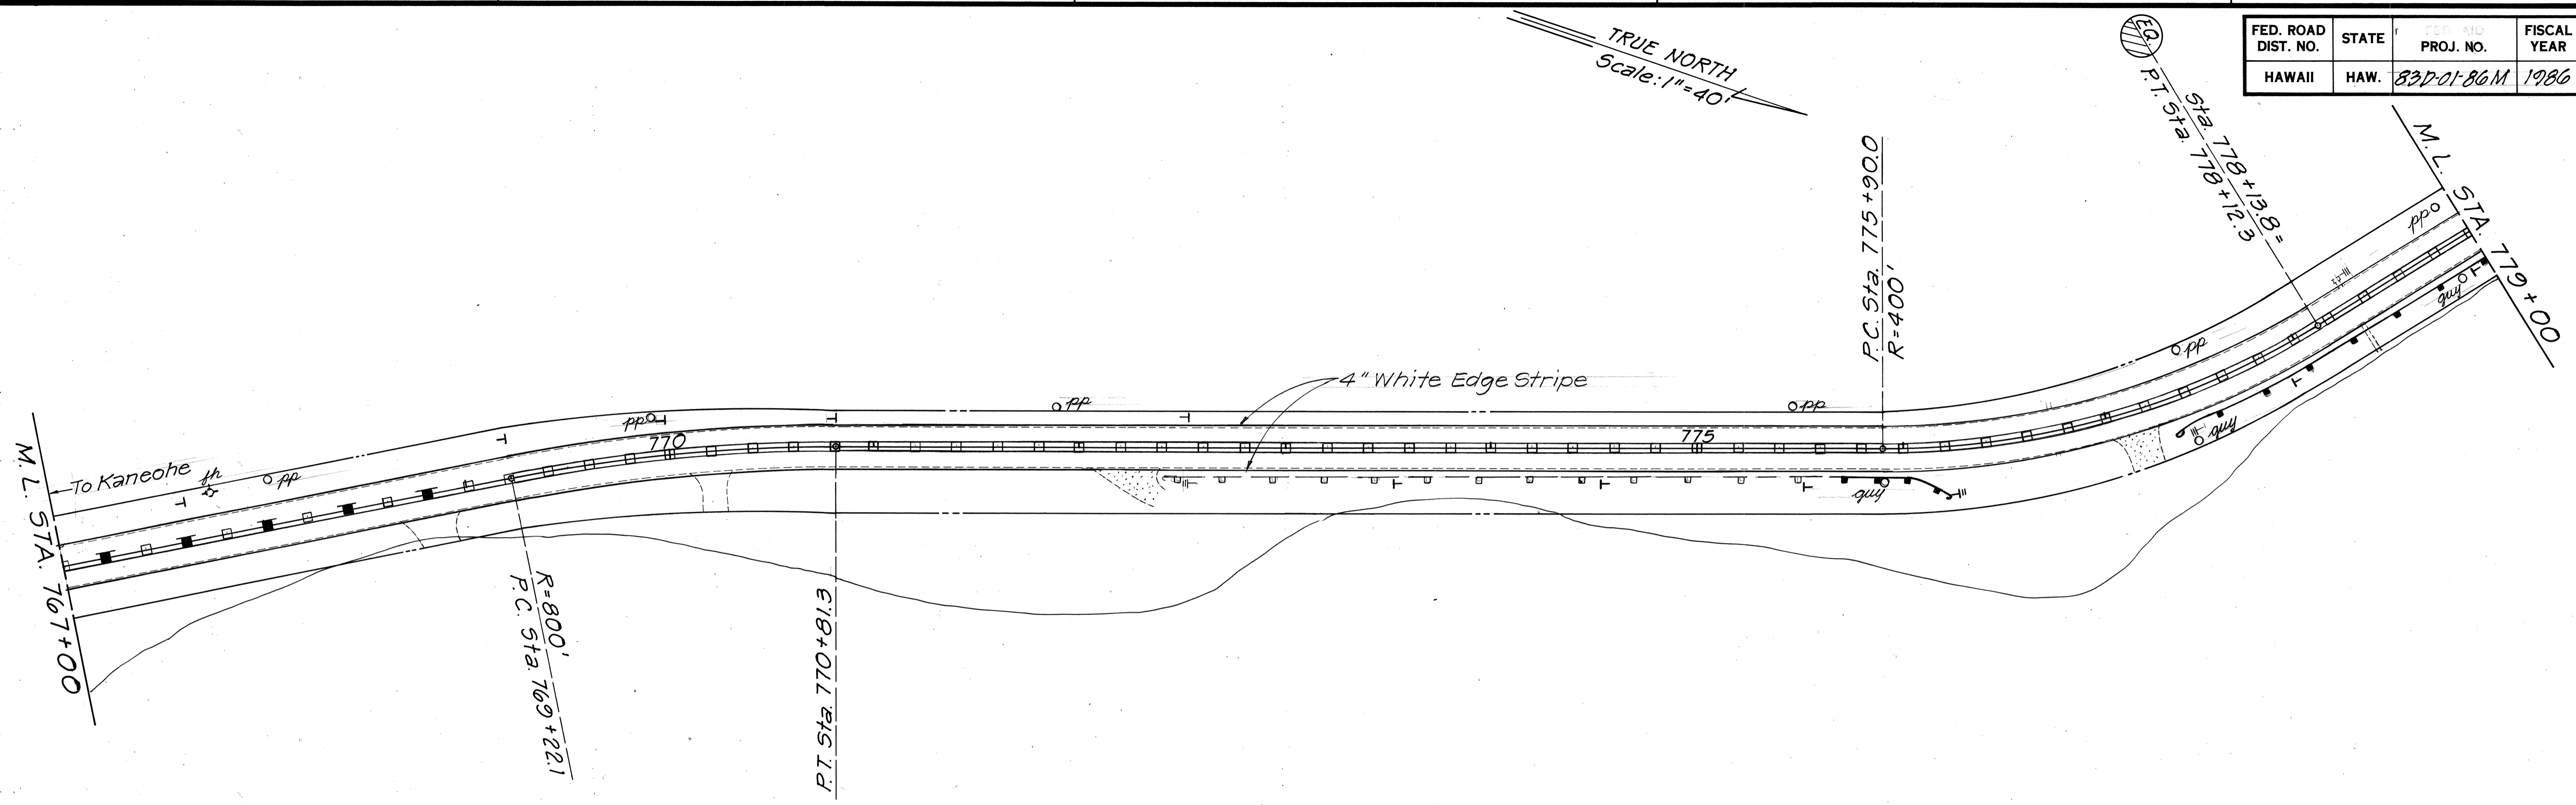 TRUE NORTH
Scale: 1"=40'
EQ.
Sta. 778+13.8 =
P.T. Sta. 778+12.3
FED. ROAD DIST. NO. STATE FED. AID PROJ. NO. FISCAL YEAR
HAWAII HAW. 83D-01-86M 1986
M. L. STA. 779+00
P.C. Sta. 775+90.0
R=400'
4" White Edge Stripe
pp
pp
pp
pp
pp
pp
770
775
To Kaneohe
fh
guy
guy
guy
M. L. STA. 767+00
R=800'
P.C. Sta. 769+22.1
P.T. Sta. 770+81.3